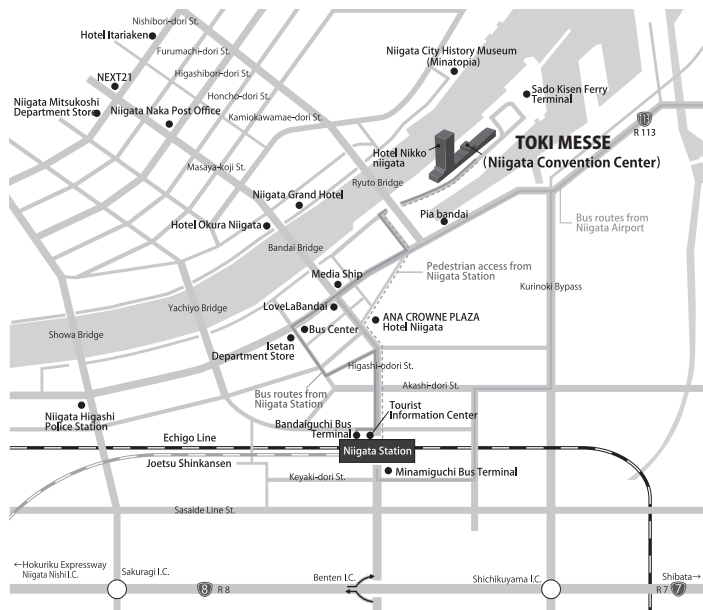 Nishibori-dori St.
Hotel Itariaken
Furumachi-dori St.
Higashibori-dori St.
NEXT21
Honcho-dori St.
Niigata Mitsukoshi
Department Store
Niigata Naka Post Office
Kamiokawamae-dori St.
Niigata City History Museum
(Minatopia)
Sado Kisen Ferry
Terminal
113
R 113
TOKI MESSE
(Niigata Convention Center)
Hotel Nikko
niigata
Masaya-koji St.
Ryuto Bridge
Niigata Grand Hotel
Pia bandai
Bus routes from
Niigata Airport
Hotel Okura Niigata
Bandai Bridge
Pedestrian access from
Niigata Station
Media Ship
Kurinoki Bypass
Yachiyo Bridge
LoveLaBandai
ANA CROWNE PLAZA
Hotel Niigata
Bus Center
Showa Bridge
Isetan
Department Store
Higashi-odori St.
Bus routes from
Niigata Station
Akashi-dori St.
Niigata Higashi
Police Station
Tourist
Information Center
Bandaiguchi Bus
Terminal
Echigo Line
Niigata Station
Joetsu Shinkansen
Minamiguchi Bus Terminal
Keyaki-dori St.
Sasaide Line St.
←Hokuriku Expressway
Niigata Nishi I.C.
Sakuragi I.C.
8
R 8
Benten I.C.
Shichikuyama I.C.
Shibata→
R 7
7